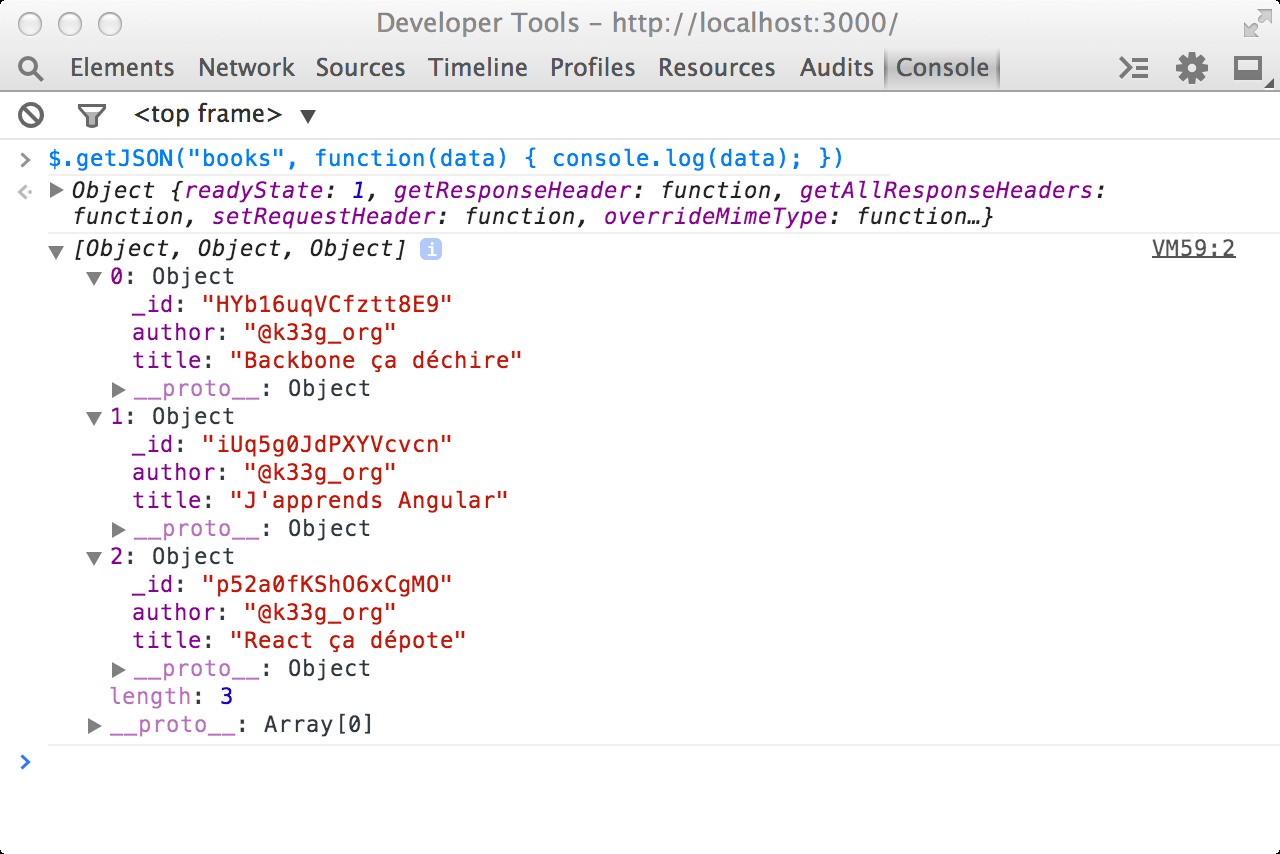 Developer Tools – http://localhost:3000/
Elements Network Sources Timeline Profiles Resources Audits Console
<top frame> ▼
> $.getJSON("books", function(data) { console.log(data); })
Object {readyState: 1, getResponseHeader: function, getAllResponseHeaders:
function, setRequestHeader: function, overrideMimeType: function…}
[Object, Object, Object] i VM59:2
0: Object
_id: "HYb16uqVCfztt8E9"
author: "@k33g_org"
title: "Backbone ça déchire"
__proto__: Object
1: Object
_id: "iUq5g0JdPXYVcvcn"
author: "@k33g_org"
title: "J'apprends Angular"
__proto__: Object
2: Object
_id: "p52a0fKShO6xCgMO"
author: "@k33g_org"
title: "React ça dépote"
__proto__: Object
length: 3
__proto__: Array[0]
>